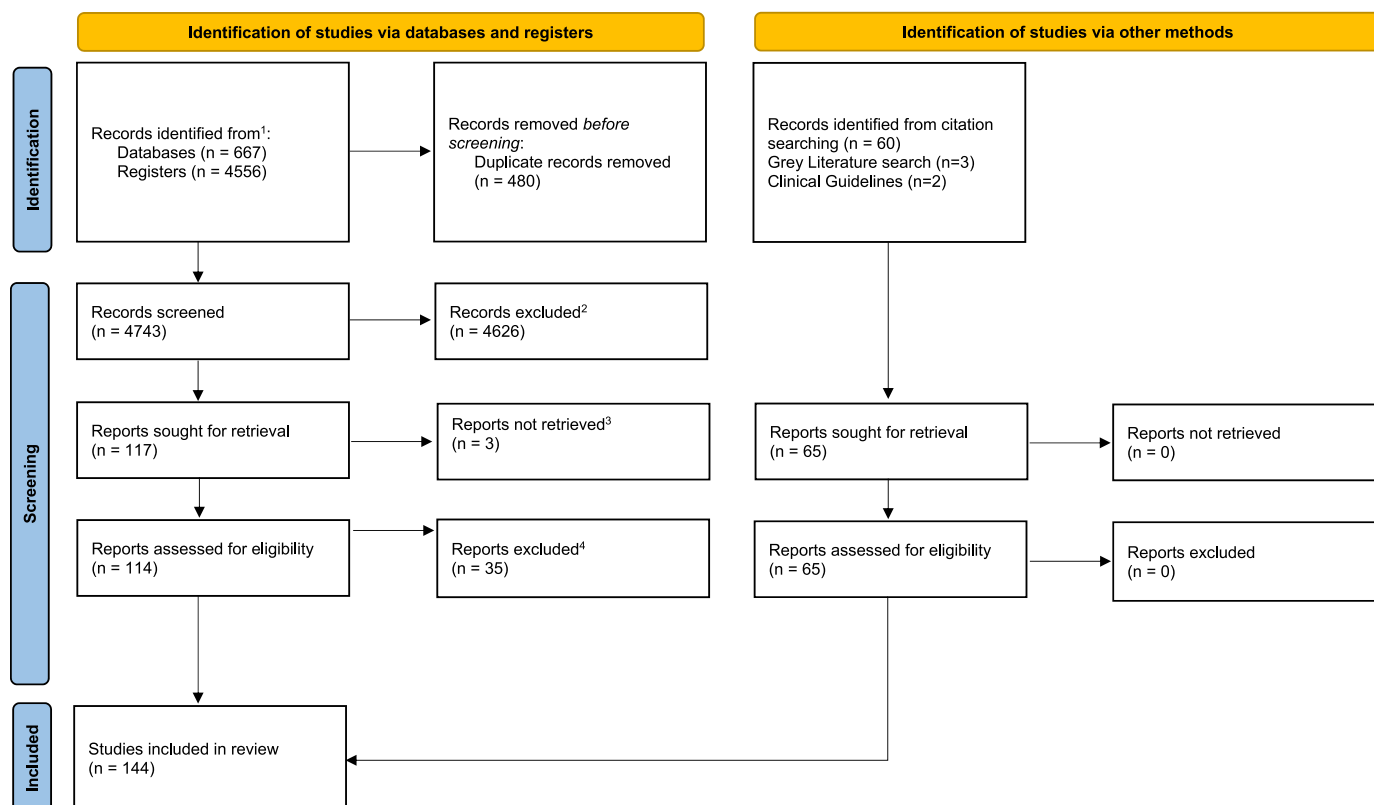 Identification of studies via databases and registers
Identification of studies via other methods
Identification
Records identified from¹:
Databases (n = 667)
Registers (n = 4556)
Records removed before
screening:
Duplicate records removed
(n = 480)
Records identified from citation
searching (n = 60)
Grey Literature search (n=3)
Clinical Guidelines (n=2)
Screening
Records screened
(n = 4743)
Records excluded²
(n = 4626)
Reports sought for retrieval
(n = 117)
Reports not retrieved³
(n = 3)
Reports sought for retrieval
(n = 65)
Reports not retrieved
(n = 0)
Reports assessed for eligibility
(n = 114)
Reports excluded⁴
(n = 35)
Reports assessed for eligibility
(n = 65)
Reports excluded
(n = 0)
Included
Studies included in review
(n = 144)